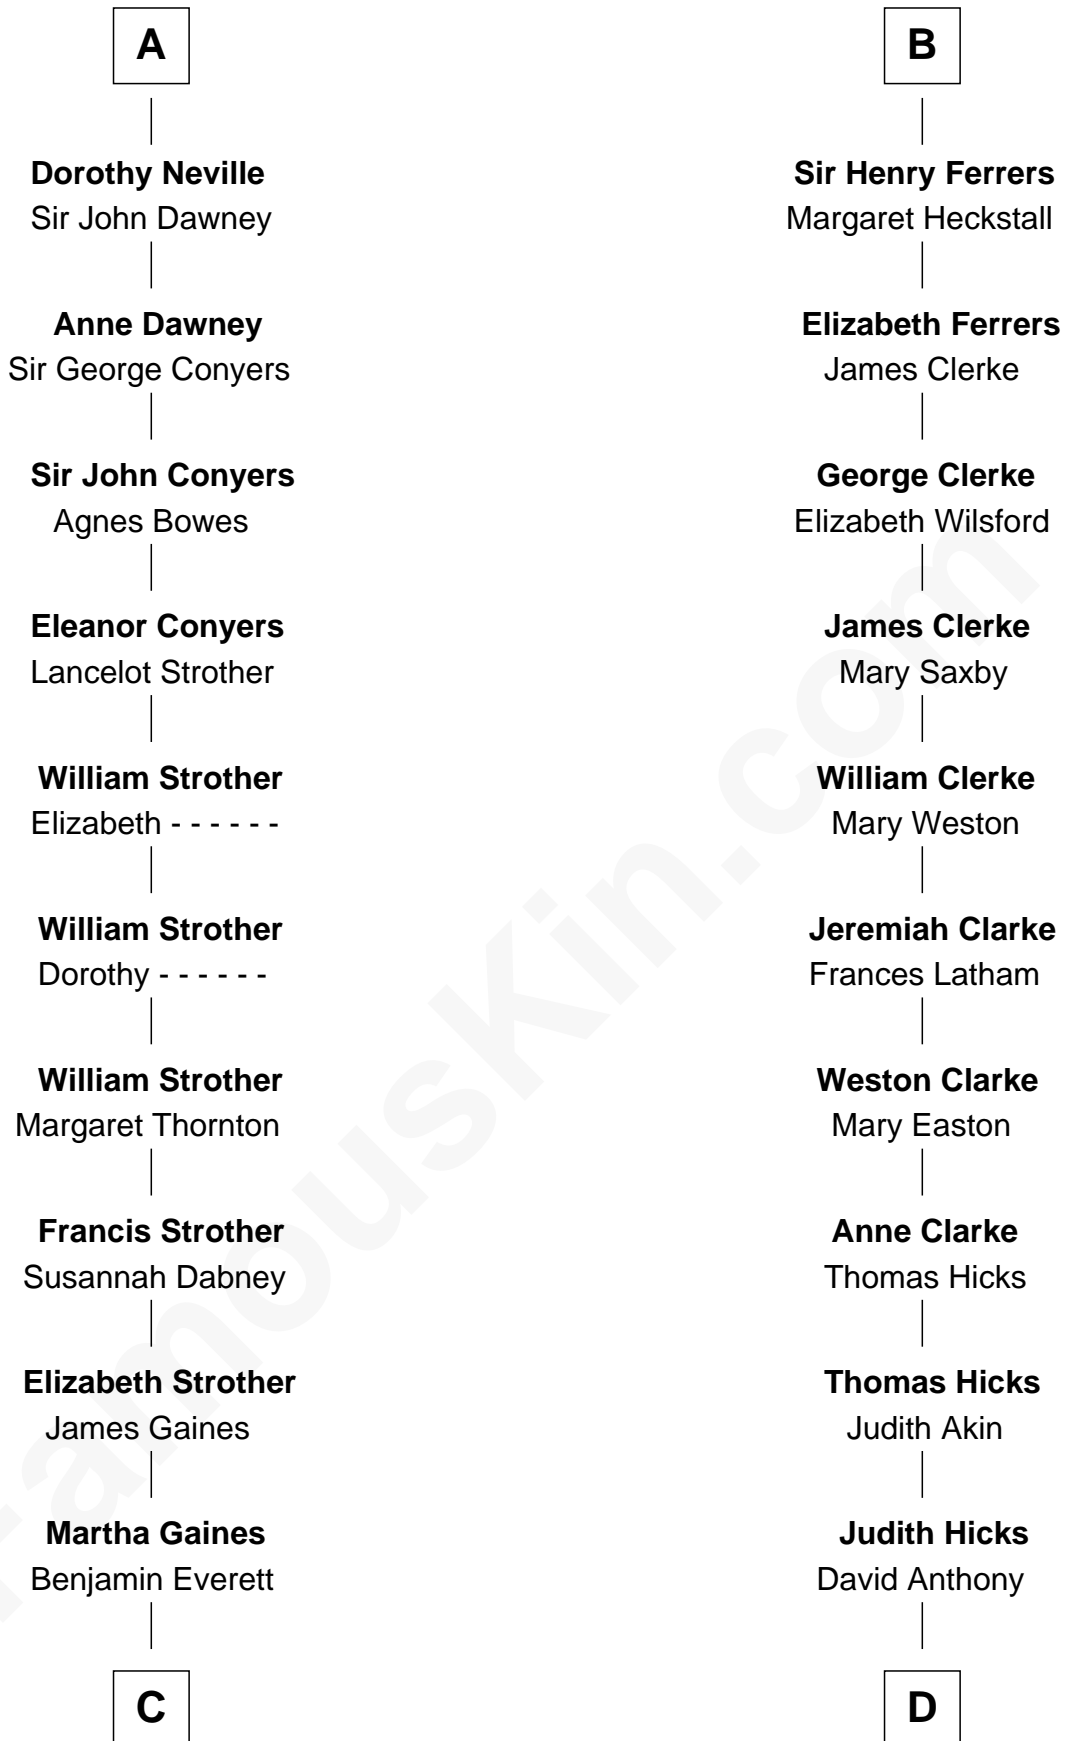 A
Dorothy Neville
Sir John Dawney
Anne Dawney
Sir George Conyers
Sir John Conyers
Agnes Bowes
Eleanor Conyers
Lancelot Strother
William Strother
Elizabeth - - - - - -
William Strother
Dorothy - - - - - -
William Strother
Margaret Thornton
Francis Strother
Susannah Dabney
Elizabeth Strother
James Gaines
Martha Gaines
Benjamin Everett
C
B
Sir Henry Ferrers
Margaret Heckstall
Elizabeth Ferrers
James Clerke
George Clerke
Elizabeth Wilsford
James Clerke
Mary Saxby
William Clerke
Mary Weston
Jeremiah Clarke
Frances Latham
Weston Clarke
Mary Easton
Anne Clarke
Thomas Hicks
Thomas Hicks
Judith Akin
Judith Hicks
David Anthony
D
FamousKin.com